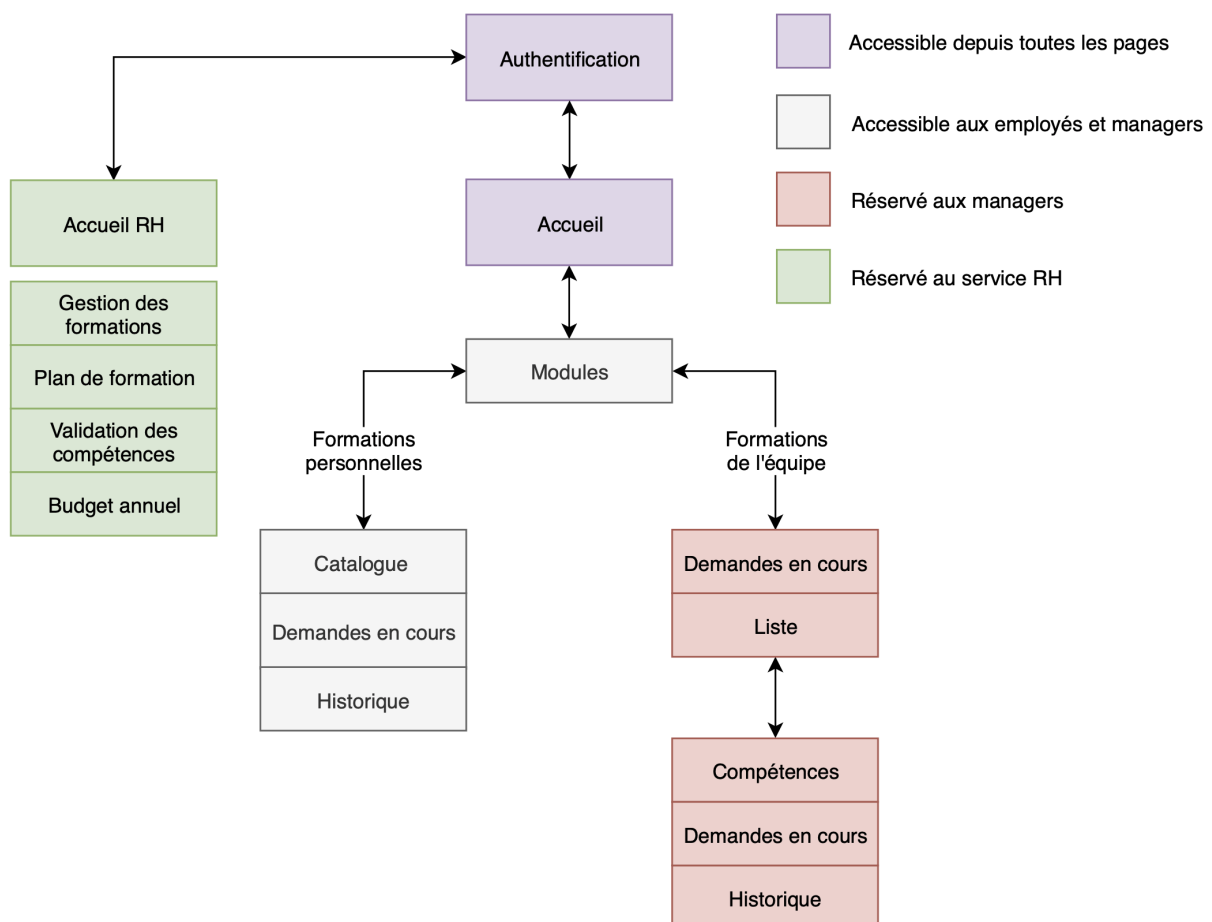 Authentification
Accessible depuis toutes les pages
Accessible aux employés et managers
Réservé aux managers
Réservé au service RH
Accueil RH
Accueil
Gestion des
formations
Plan de formation
Validation des
compétences
Budget annuel
Modules
Formations
personnelles
Formations
de l'équipe
Catalogue
Demandes en cours
Historique
Demandes en cours
Liste
Compétences
Demandes en cours
Historique